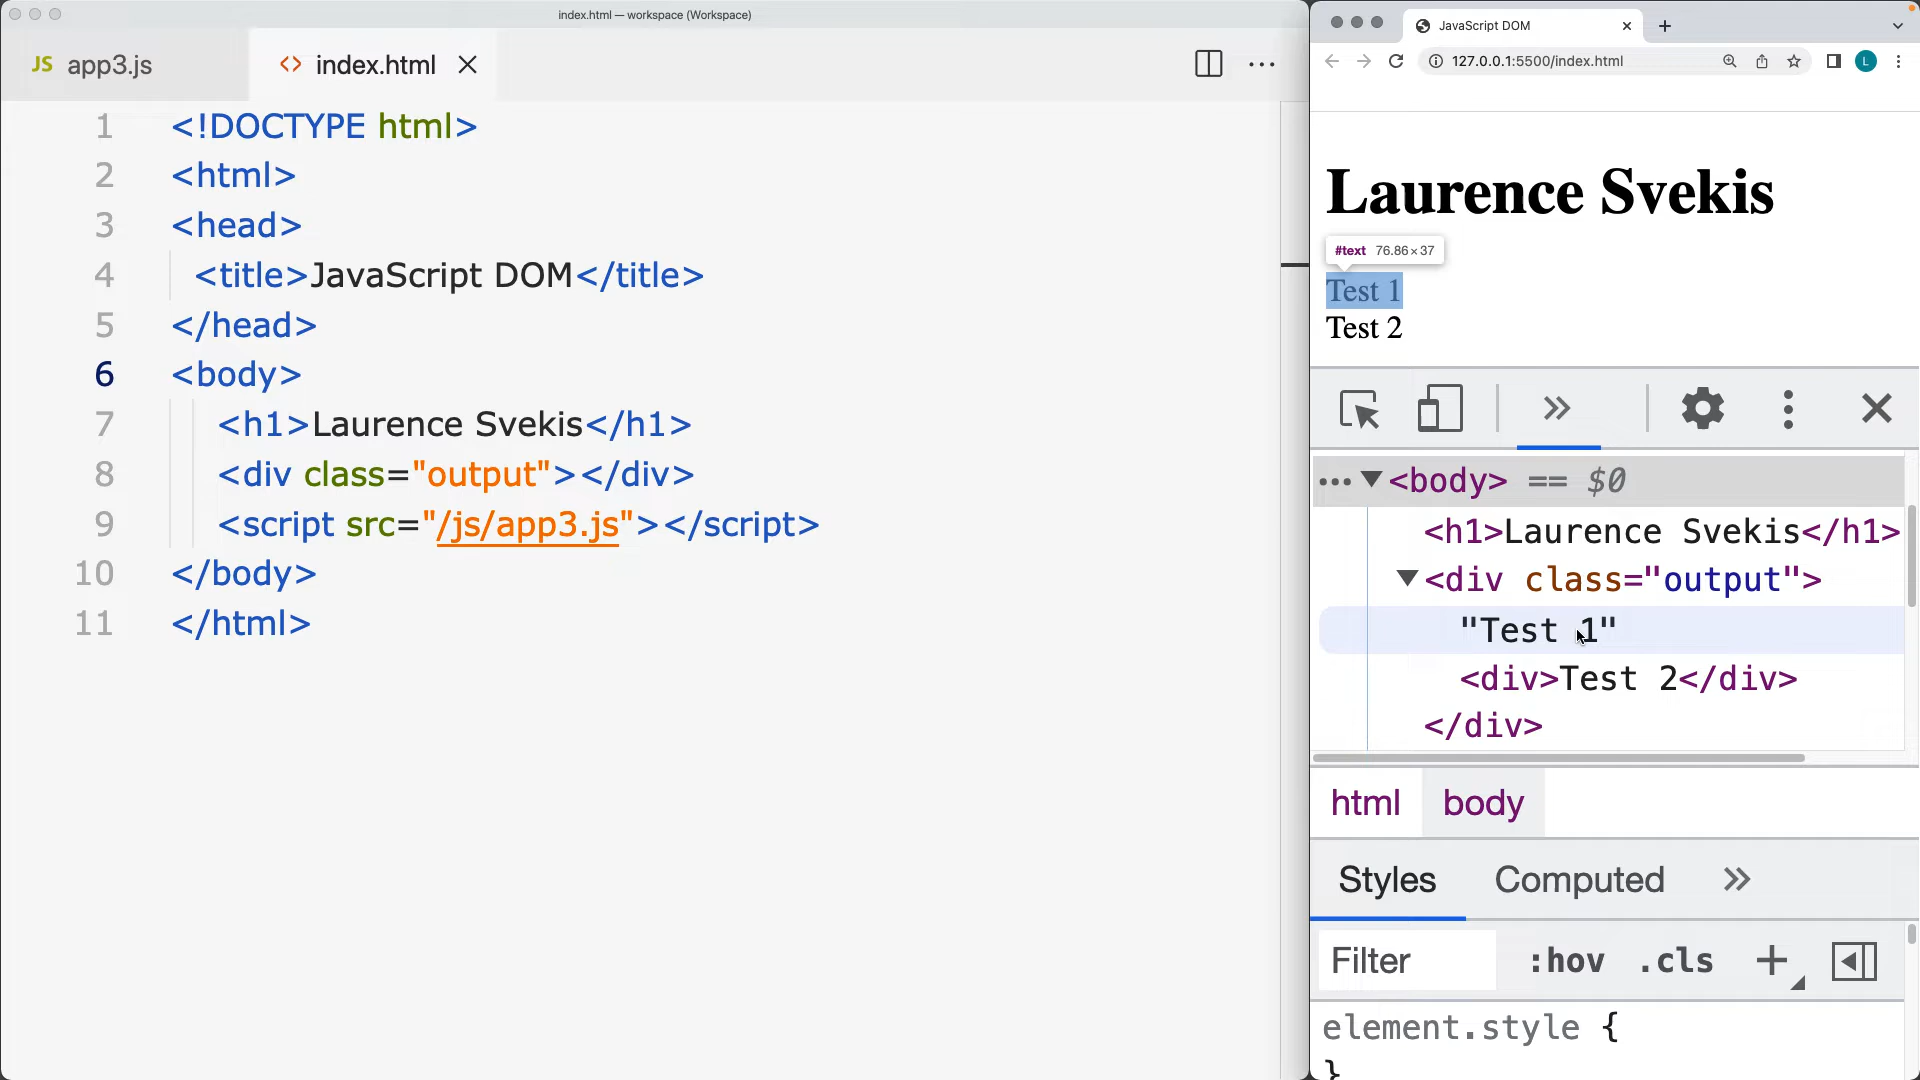 index.html — workspace (Workspace)
JS app3.js
<> index.html
1 <!DOCTYPE html>
2 <html>
3 <head>
4 <title>JavaScript DOM</title>
5 </head>
6 <body>
7 <h1>Laurence Svekis</h1>
8 <div class="output"></div>
9 <script src="/js/app3.js"></script>
10 </body>
11 </html>
JavaScript DOM
127.0.0.1:5500/index.html
L
Laurence Svekis
#text 76.86×37
Test 1
Test 2
<body> == $0
<h1>Laurence Svekis</h1>
<div class="output">
"Test 1"
<div>Test 2</div>
</div>
html body
Styles Computed
Filter :hov .cls
element.style {
}